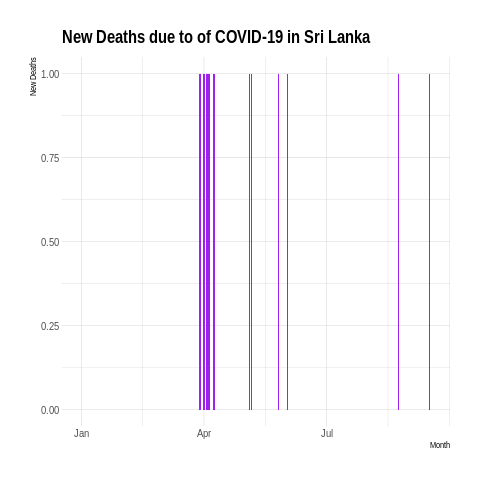 New Deaths due to of COVID-19 in Sri Lanka
New Deaths
1.00
0.75
0.50
0.25
0.00
Jan Apr Jul
Month